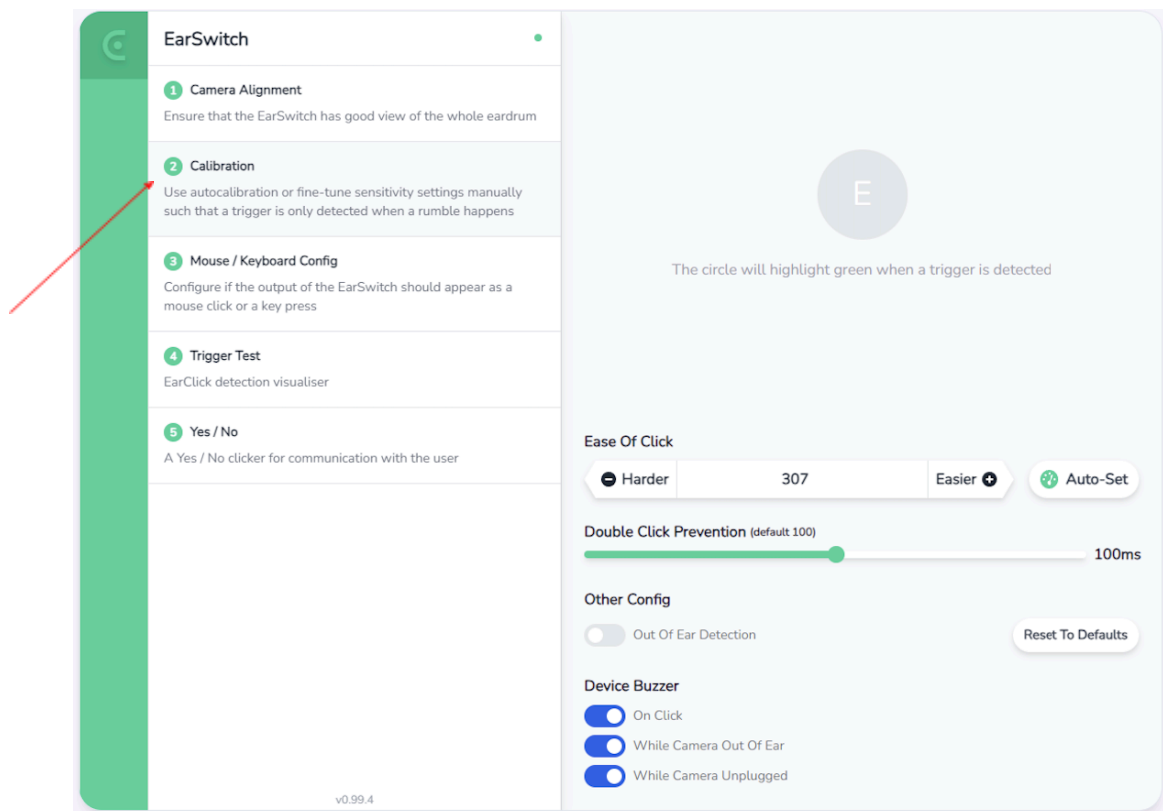 EarSwitch
1 Camera Alignment
Ensure that the EarSwitch has good view of the whole eardrum
2 Calibration
Use autocalibration or fine-tune sensitivity settings manually
such that a trigger is only detected when a rumble happens
3 Mouse / Keyboard Config
Configure if the output of the EarSwitch should appear as a
mouse click or a key press
4 Trigger Test
EarClick detection visualiser
5 Yes / No
A Yes / No clicker for communication with the user
v0.99.4
E
The circle will highlight green when a trigger is detected
Ease Of Click
Harder 307 Easier Auto-Set
Double Click Prevention (default 100)
100ms
Other Config
Out Of Ear Detection Reset To Defaults
Device Buzzer
On Click
While Camera Out Of Ear
While Camera Unplugged